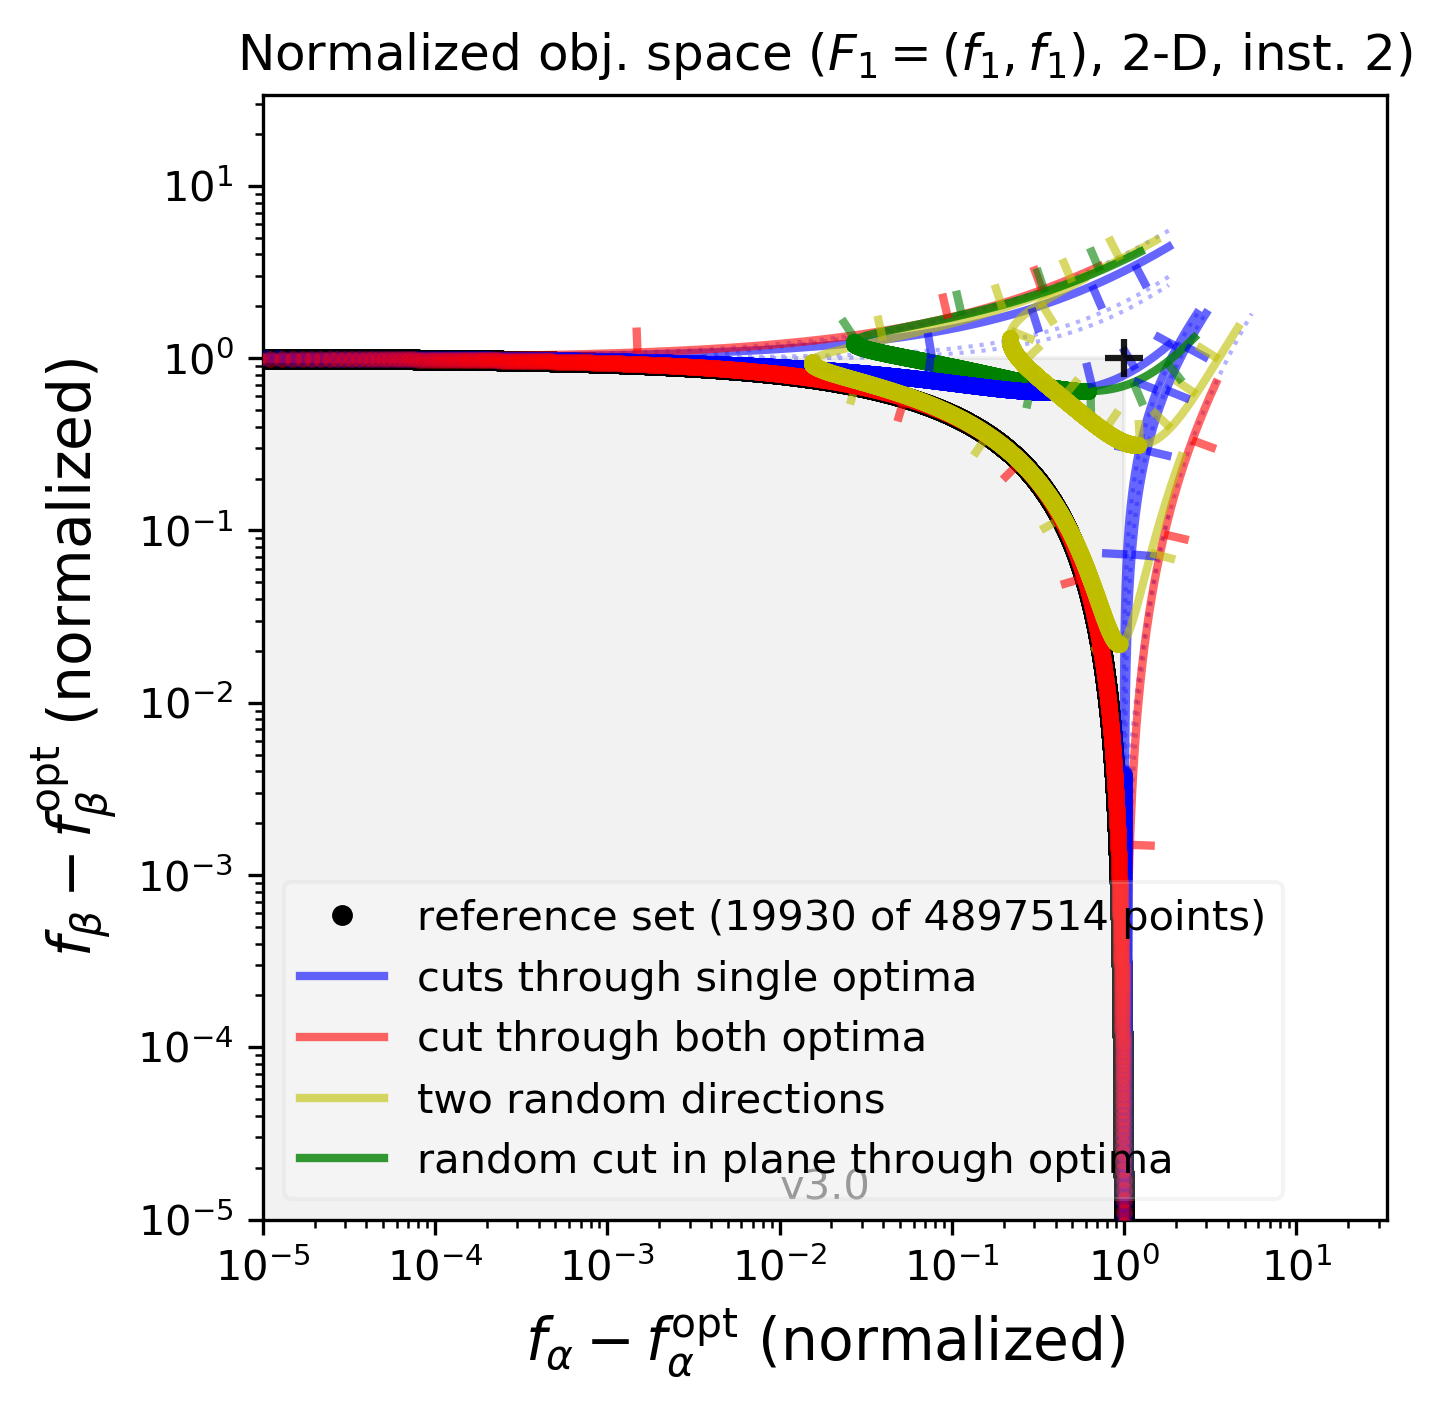 Normalized obj. space (F₁ = (f₁, f₁), 2-D, inst. 2)
f_β − f_β^opt (normalized)
10¹
10⁰
10⁻¹
10⁻²
10⁻³
10⁻⁴
10⁻⁵
reference set (19930 of 4897514 points)
cuts through single optima
cut through both optima
two random directions
random cut in plane through optima
v3.0
10⁻⁵ 10⁻⁴ 10⁻³ 10⁻² 10⁻¹ 10⁰ 10¹
f_α − f_α^opt (normalized)